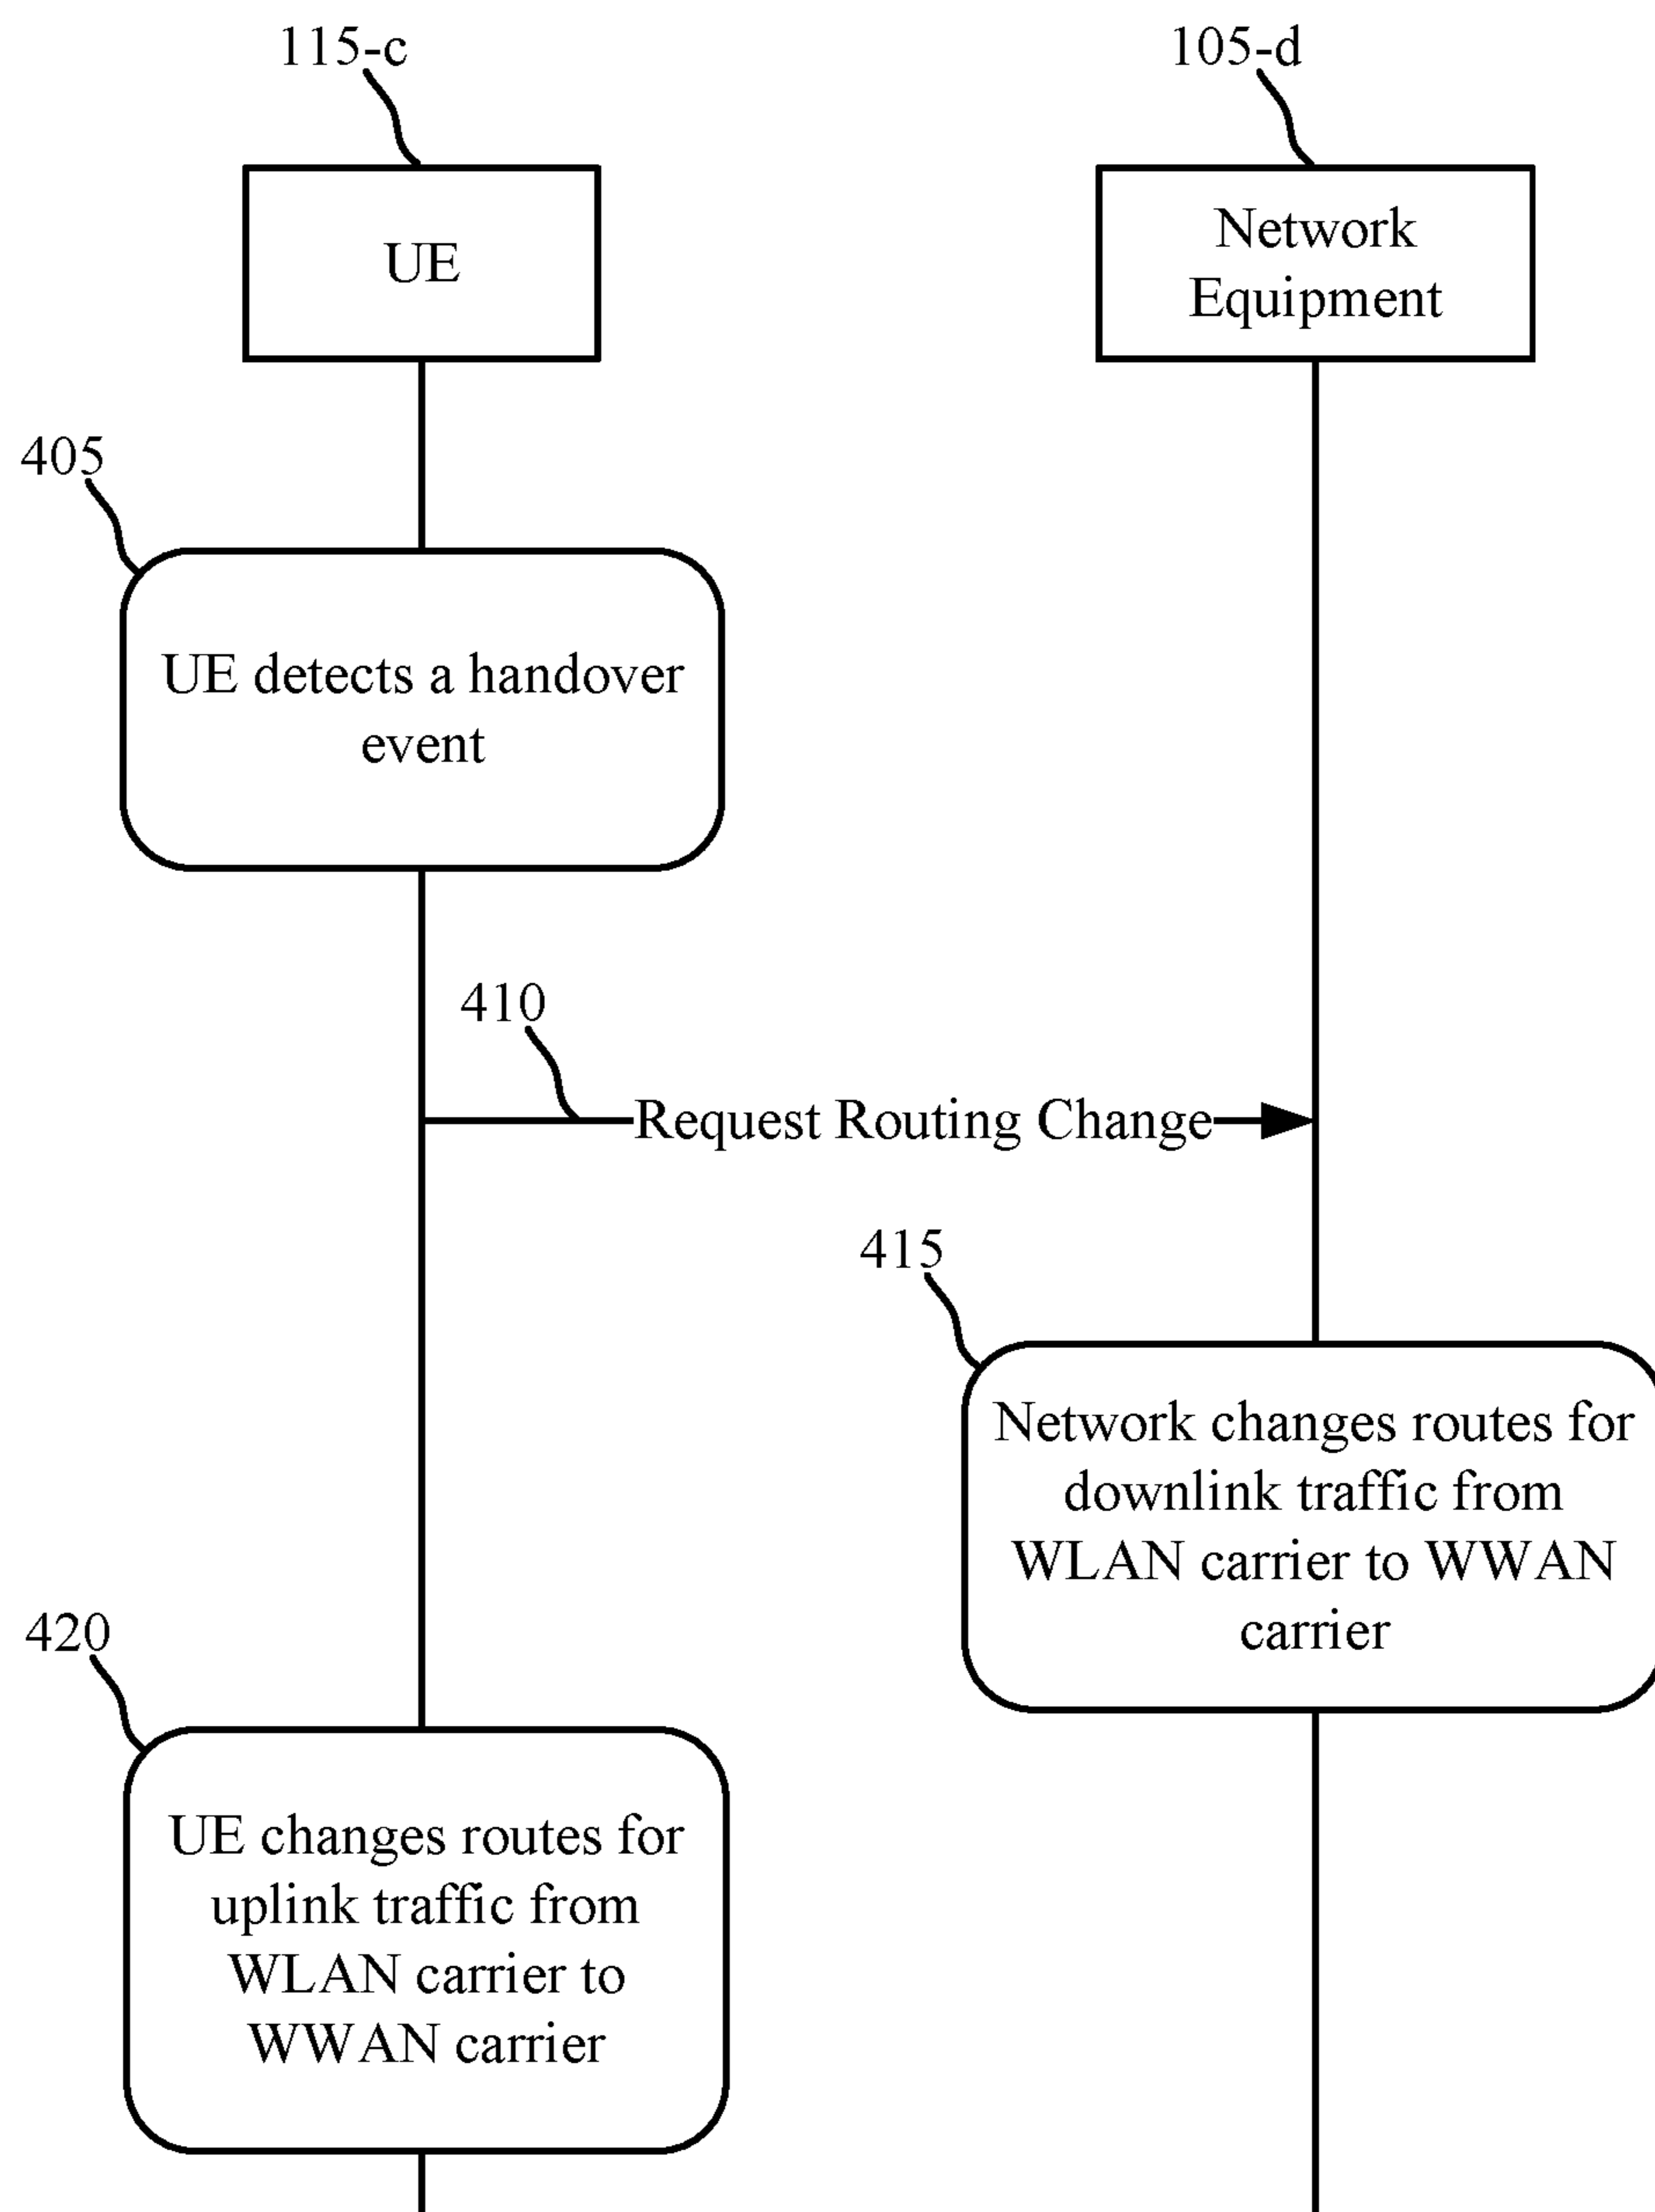 115-c
105-d
UE
Network
Equipment
405
UE detects a handover
event
410
Request Routing Change
415
Network changes routes for
downlink traffic from
WLAN carrier to WWAN
carrier
420
UE changes routes for
uplink traffic from
WLAN carrier to
WWAN carrier